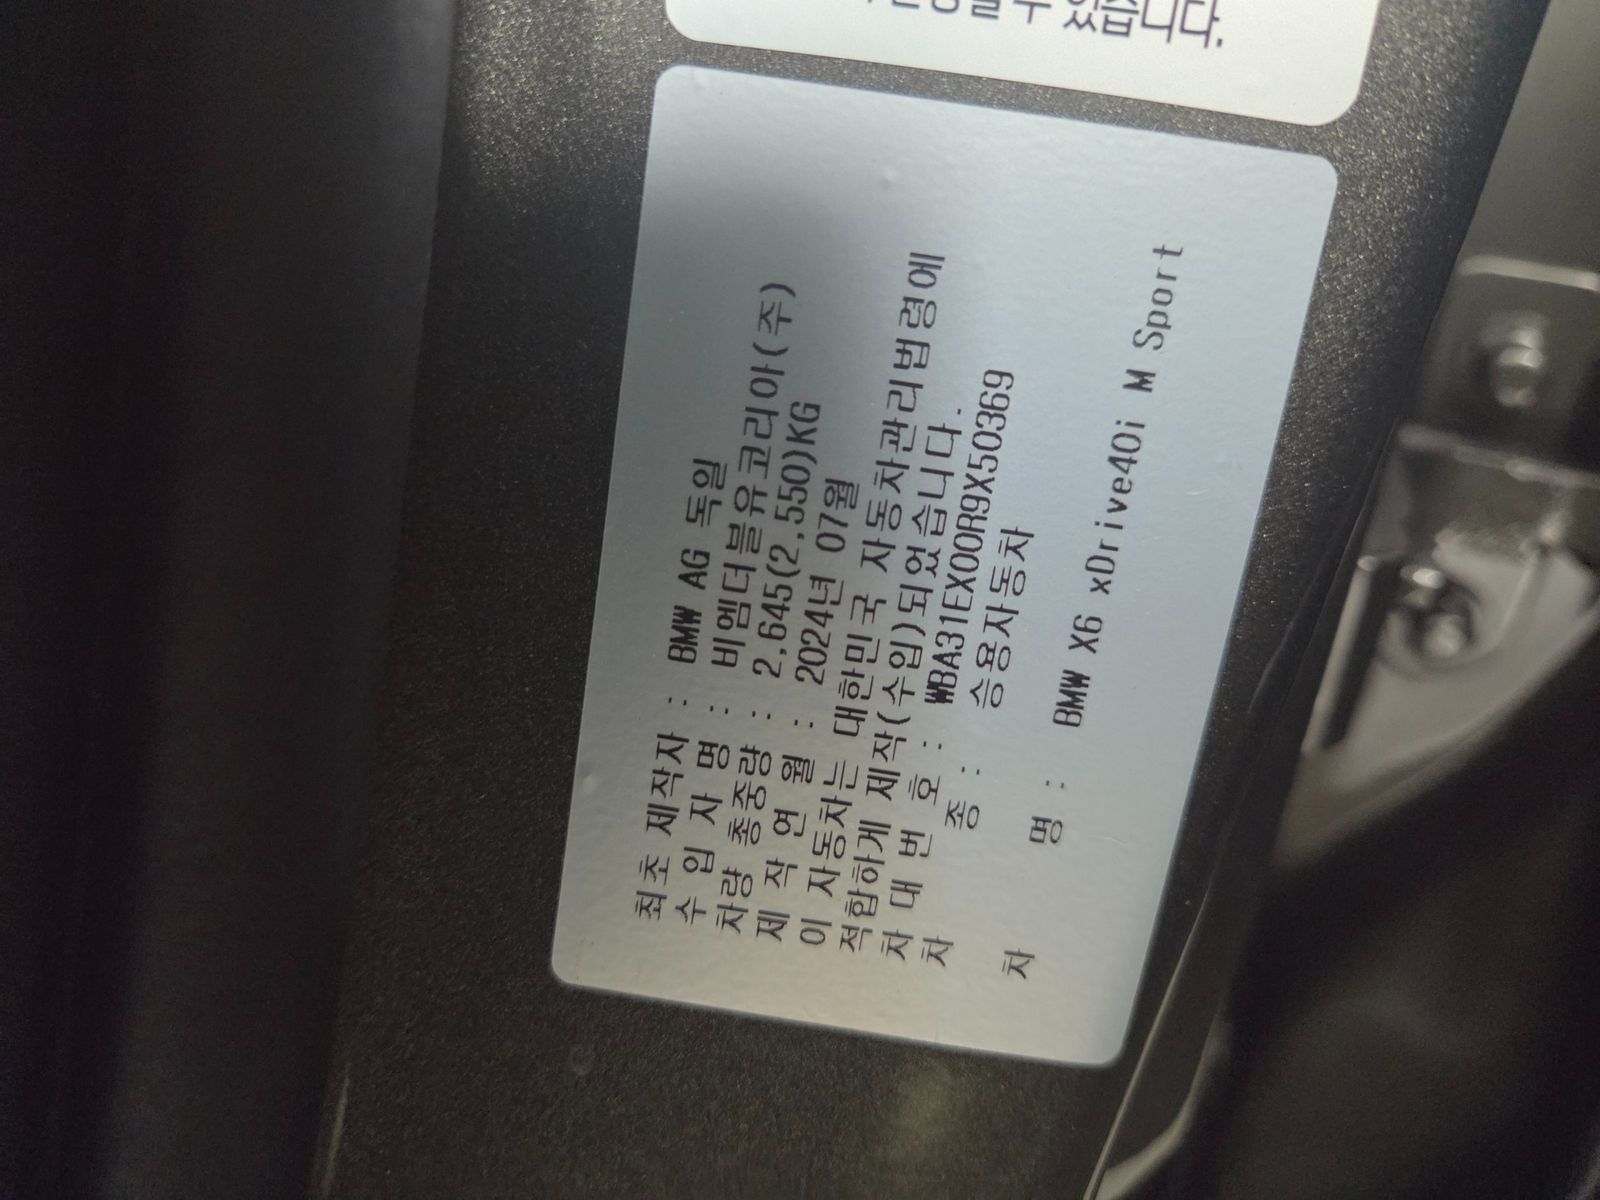 있습니다.
최초 제작자 : BMW AG 독일
수 입 자 명 : 비엠더블유코리아(주)
차량 총중량 : 2,645(2,550)KG
제 작 연 월 : 2024년 07월
이 자동차는 대한민국 자동차관리법령에
적합하게 제작(수입)되었습니다.
차 대 번 호 : WBA31EX00R9X50369
차 종 : 승용자동차
차 명 : BMW X6 xDrive40i M Sport